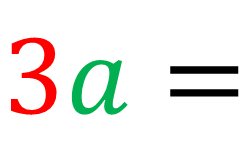 3a =